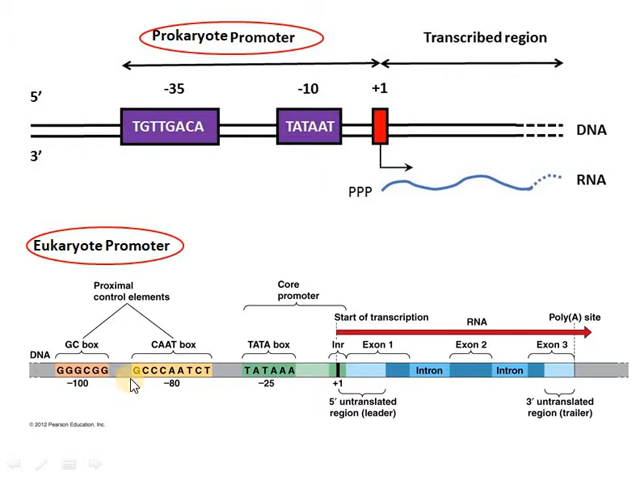 Prokaryote Promoter
Transcribed region
-35
-10
+1
5’
TGTTGACA
TATAAT
DNA
3’
PPP
RNA
Eukaryote Promoter
Proximal
control elements
Core
promoter
Start of transcription
RNA
Poly(A) site
GC box
CAAT box
TATA box
Inr
Exon 1
Exon 2
Exon 3
DNA
GGGCGG
GCCCAATCT
TATAAA
Intron
Intron
–100
–80
–25
+1
5′ untranslated
region (leader)
3′ untranslated
region (trailer)
© 2012 Pearson Education, Inc.